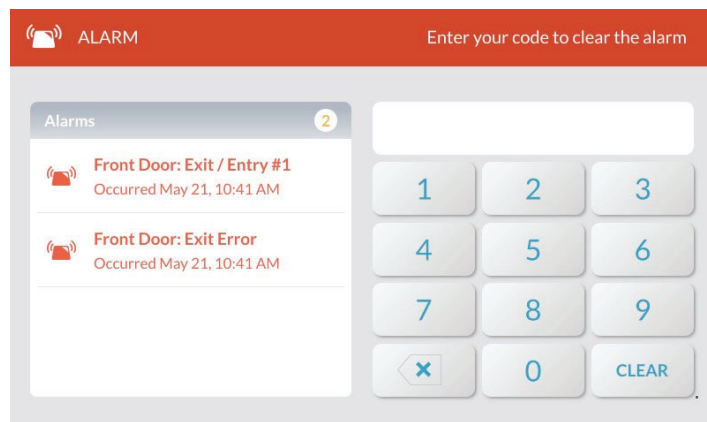 ALARM
Enter your code to clear the alarm
Alarms
2
Front Door: Exit / Entry #1
Occurred May 21, 10:41 AM
Front Door: Exit Error
Occurred May 21, 10:41 AM
1 2 3
4 5 6
7 8 9
0 CLEAR
.